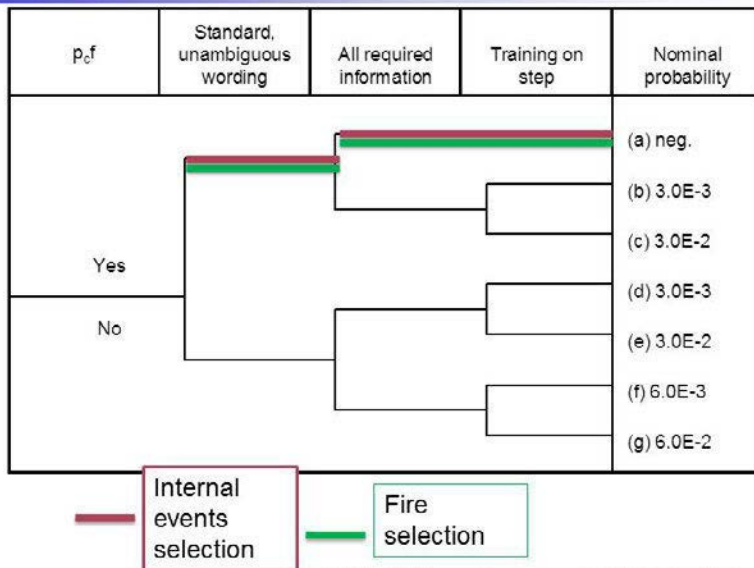 p_cf
Standard,
unambiguous
wording
All required
information
Training on
step
Nominal
probability
(a) neg.
(b) 3.0E-3
(c) 3.0E-2
Yes
(d) 3.0E-3
No
(e) 3.0E-2
(f) 6.0E-3
(g) 6.0E-2
Internal
events
selection
Fire
selection